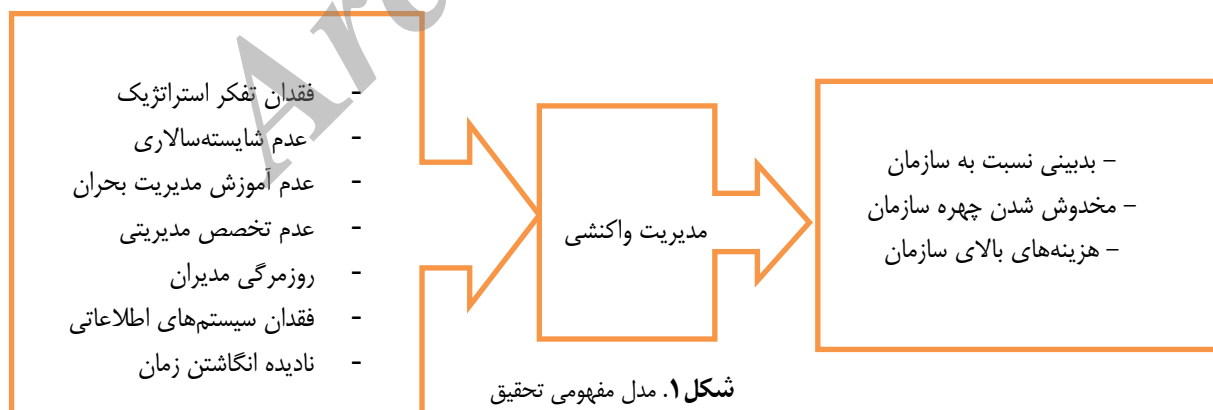 - فقدان تفکر استراتژیک
- عدم شایسته‌سالاری
- عدم آموزش مدیریت بحران
- عدم تخصص مدیریتی
- روزمرگی مدیران
- فقدان سیستم‌های اطلاعاتی
- نادیده انگاشتن زمان
مدیریت واکنشی
– بدبینی نسبت به سازمان
– مخدوش شدن چهره سازمان
– هزینه‌های بالای سازمان
شکل۱. مدل مفهومی تحقیق